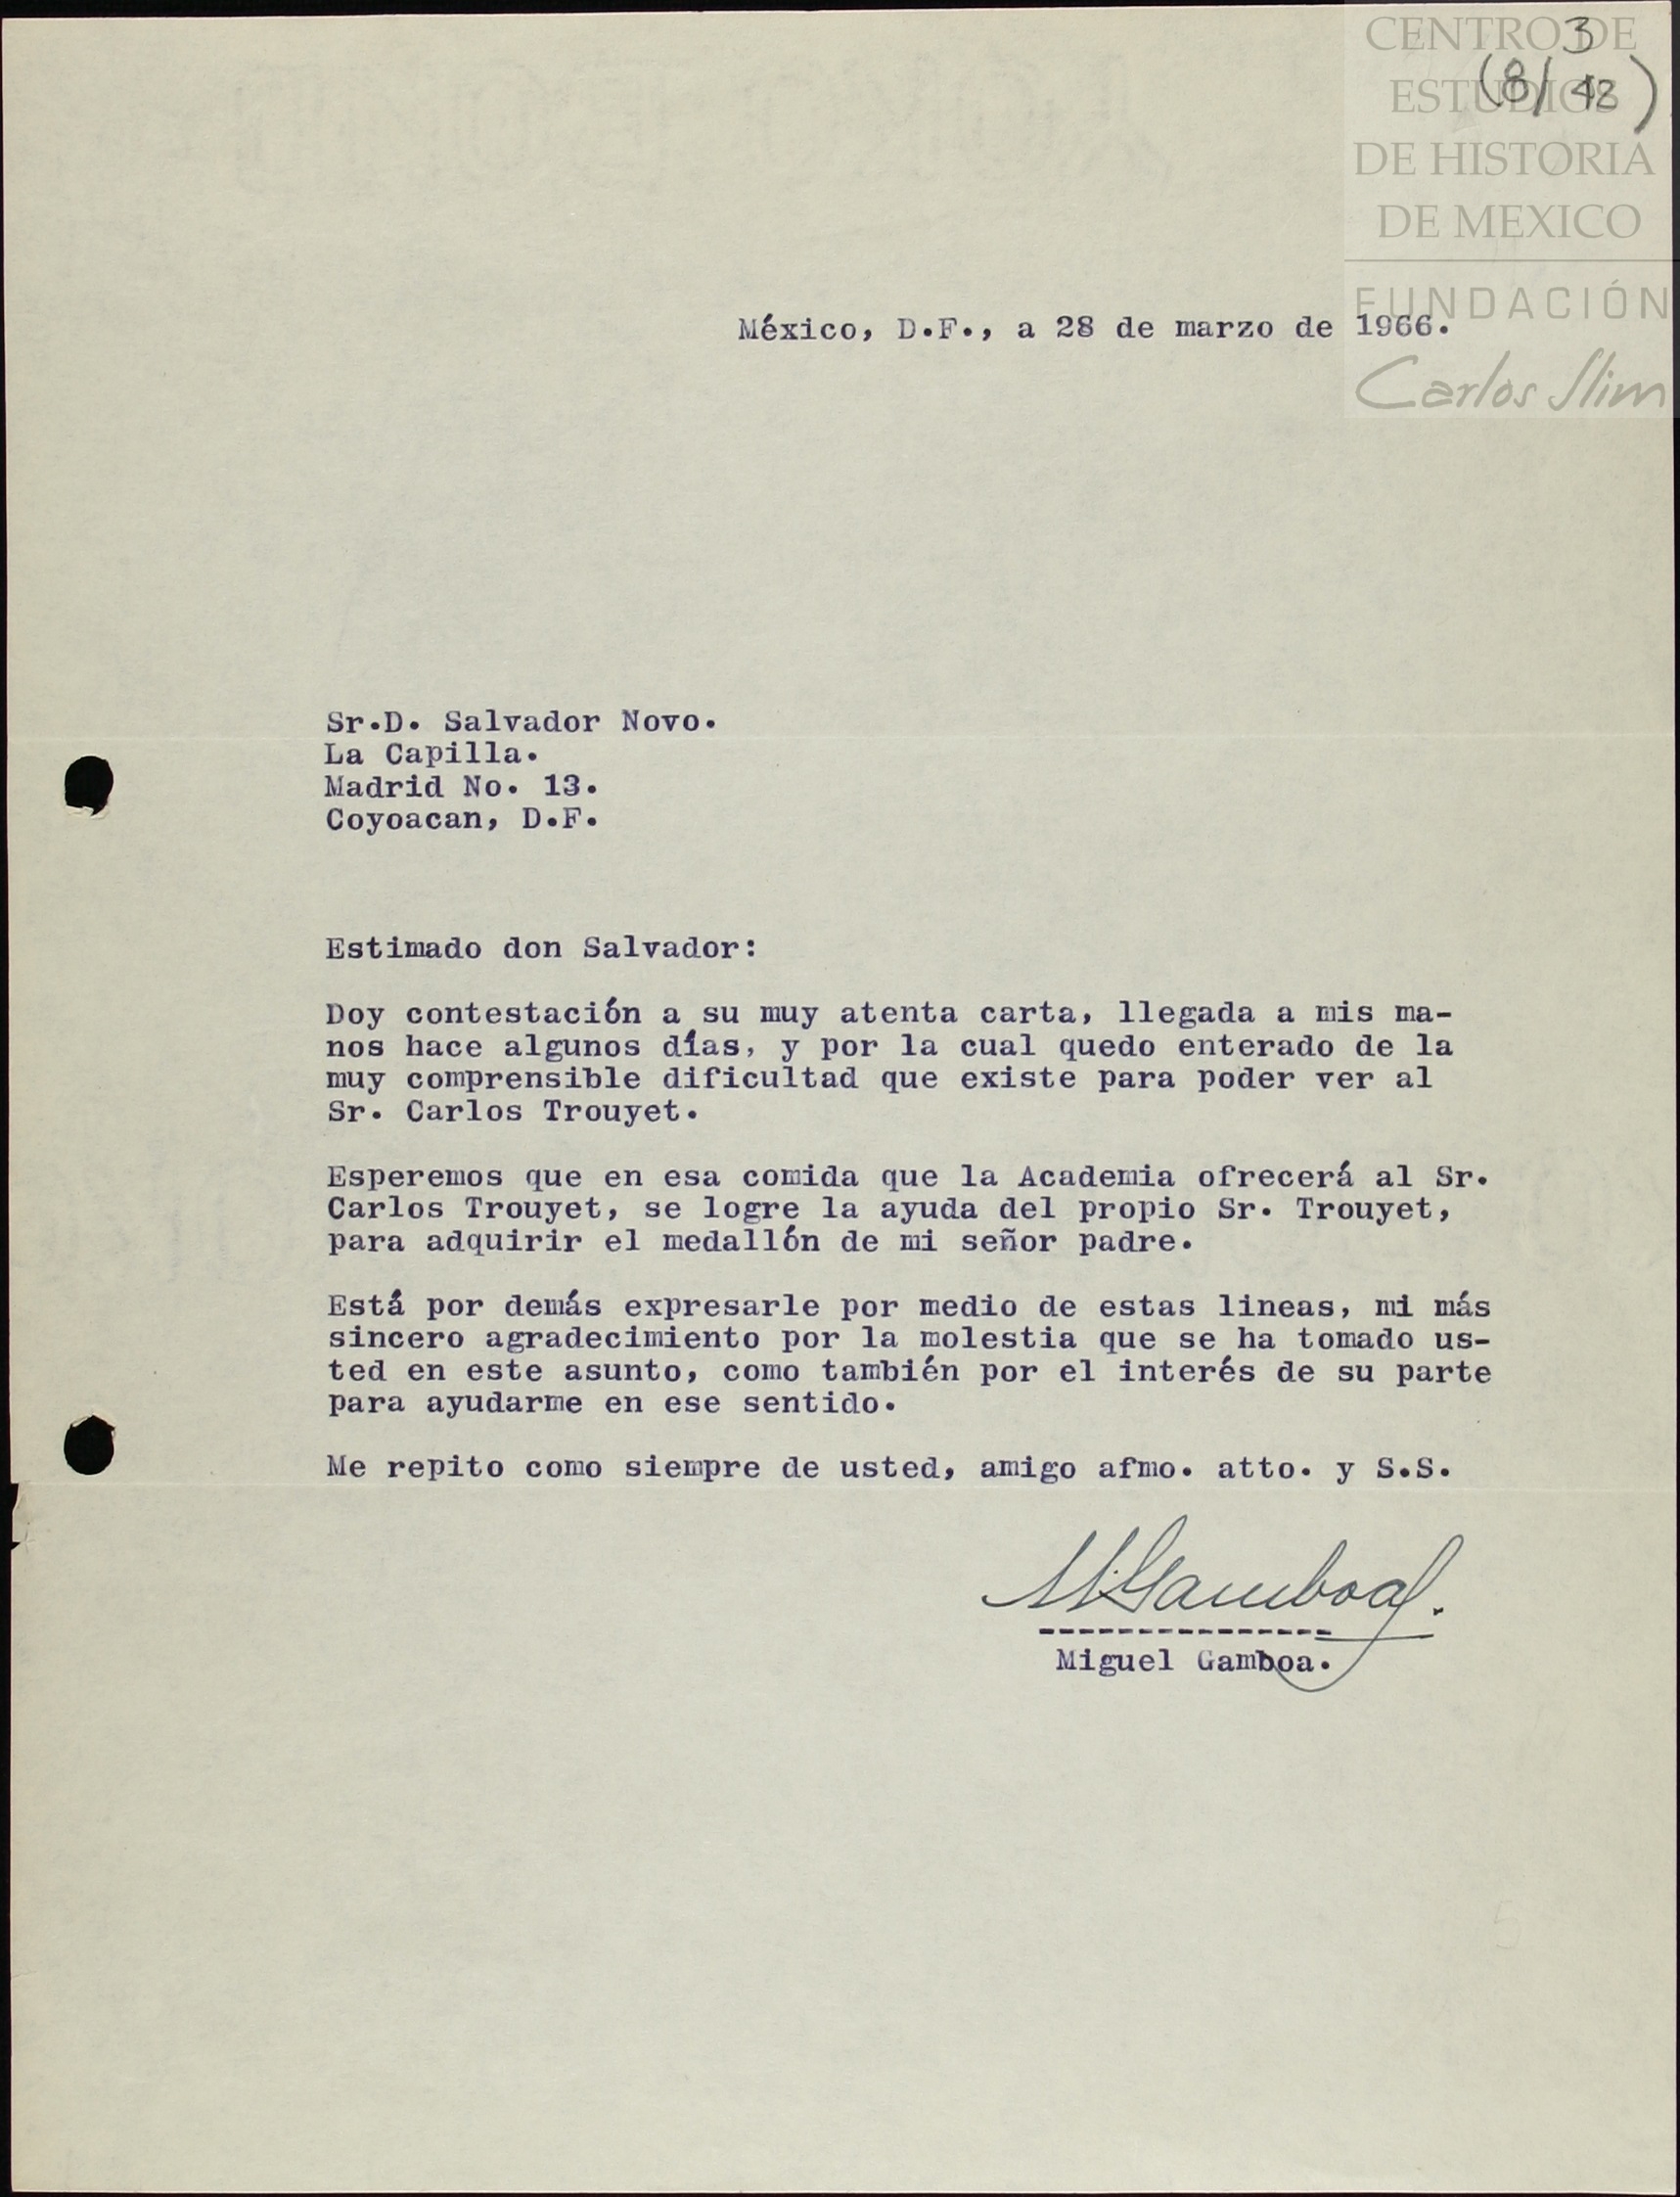 CENTRO DE
ESTUDIOS
DE HISTORIA
DE MEXICO
FUNDACIÓN
Carlos Slim
3
(8/42)
México, D.F., a 28 de marzo de 1966.
Sr.D. Salvador Novo.
La Capilla.
Madrid No. 13.
Coyoacan, D.F.
Estimado don Salvador:
Doy contestación a su muy atenta carta, llegada a mis ma-
nos hace algunos días, y por la cual quedo enterado de la
muy comprensible dificultad que existe para poder ver al
Sr. Carlos Trouyet.
Esperemos que en esa comida que la Academia ofrecerá al Sr.
Carlos Trouyet, se logre la ayuda del propio Sr. Trouyet,
para adquirir el medallón de mi señor padre.
Está por demás expresarle por medio de estas lineas, mi más
sincero agradecimiento por la molestia que se ha tomado us-
ted en este asunto, como también por el interés de su parte
para ayudarme en ese sentido.
Me repito como siempre de usted, amigo afmo. atto. y S.S.
MGamboa.
---------------
Miguel Gamboa.